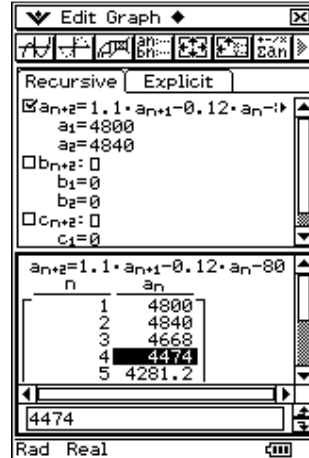 Edit Graph
Recursive Explicit
aₙ₊₂=1.1·aₙ₊₁-0.12·aₙ-
a₁=4800
a₂=4840
bₙ₊₂:
b₁=0
b₂=0
cₙ₊₂:
c₁=0
aₙ₊₂=1.1·aₙ₊₁-0.12·aₙ-80
n aₙ
1 4800
2 4840
3 4668
4 4474
5 4281.2
4474
Rad Real